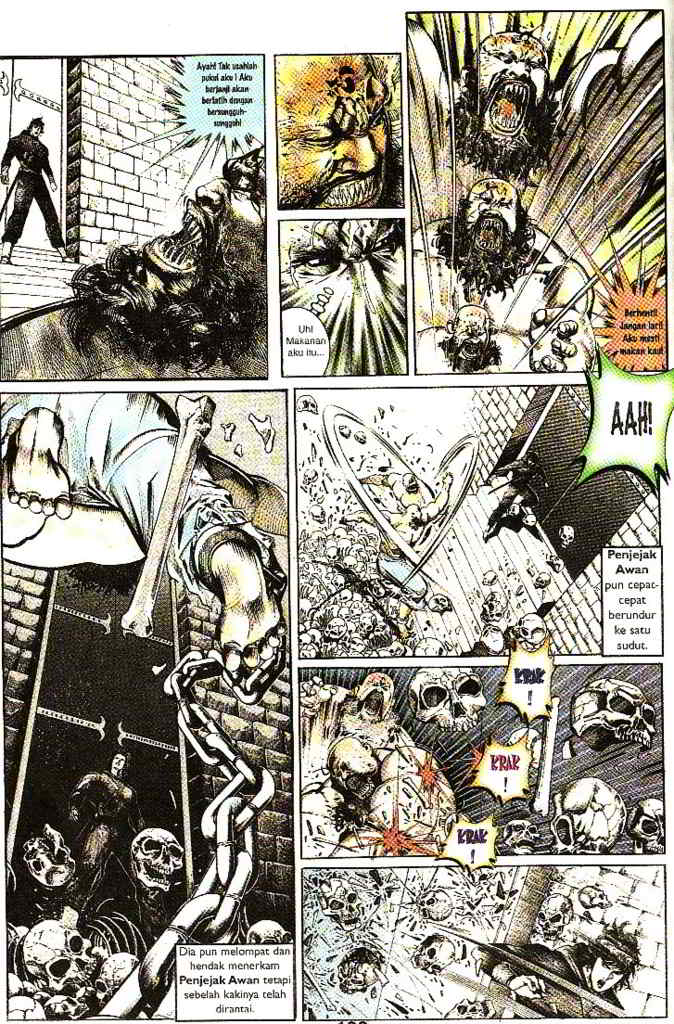 Ayah! Tak usahlah
pukul aku ! Aku
berjanji akan
berlatih dengan
bersungguh-
sungguh!
Uh!
Makanan
aku itu...
Berhenti!
Jangan lari!
Aku mesti
makan kau!
AAH!
Penjejak
Awan
pun cepat-
cepat
berundur
ke satu
sudut.
Dia pun melompat dan
hendak menerkam
Penjejak Awan tetapi
sebelah kakinya telah
dirantai.
KRAK
!
KRAK
!
KRAK
!